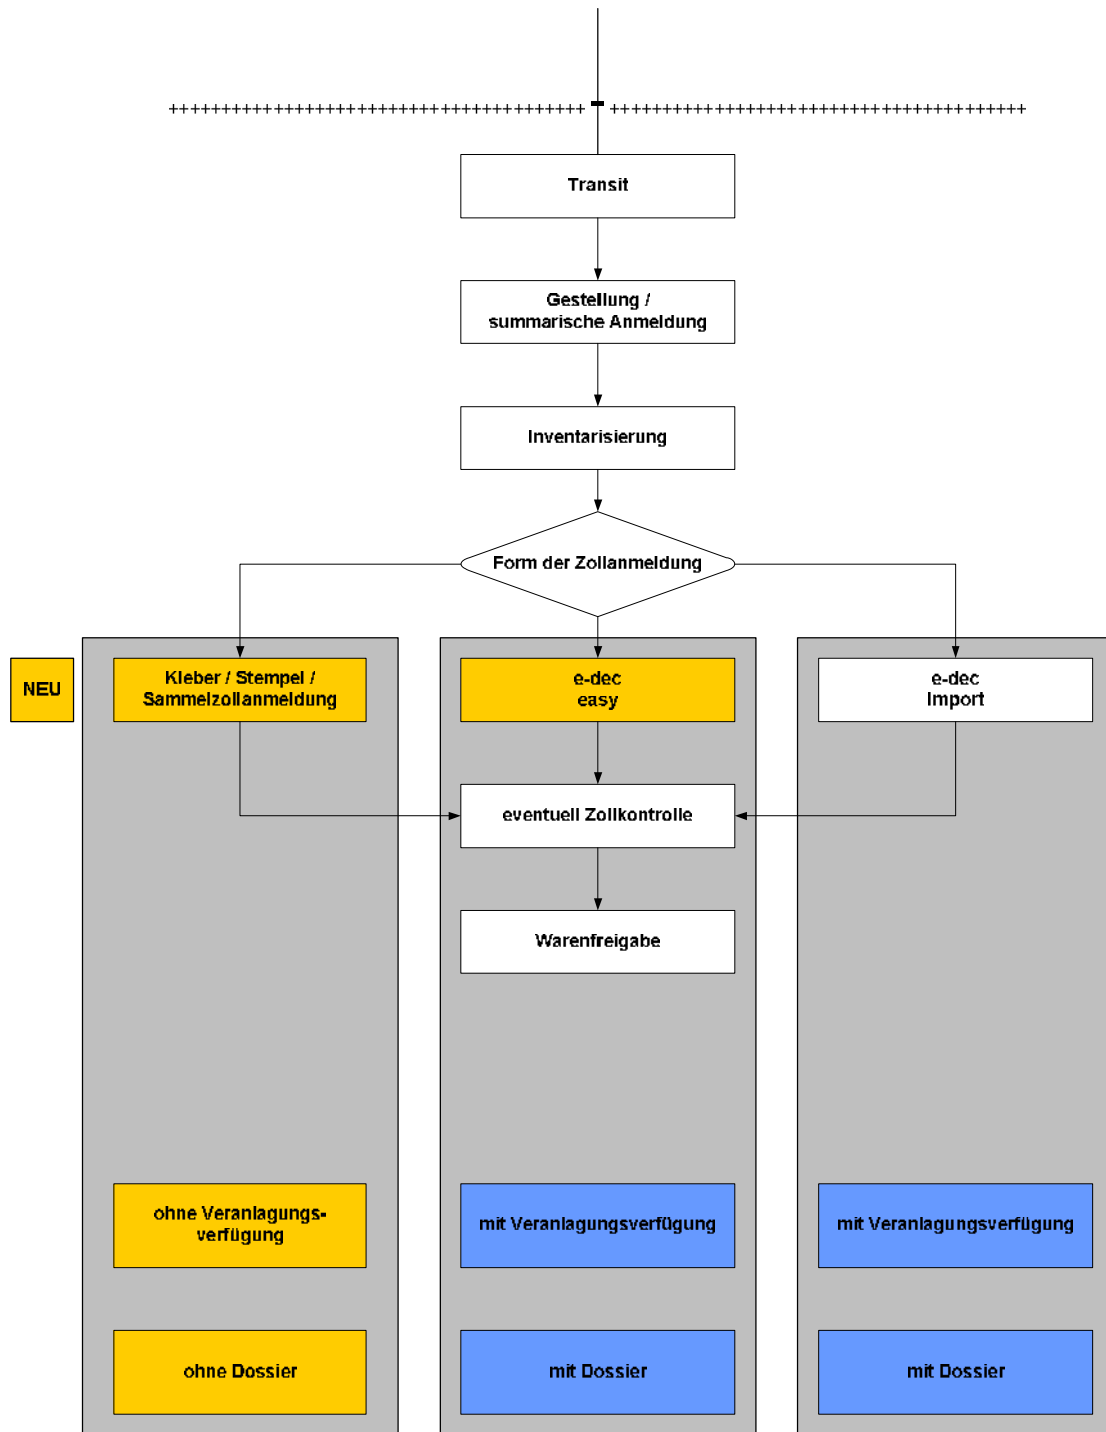 Transit
Gestellung /
summarische Anmeldung
Inventarisierung
Form der Zollanmeldung
NEU
Kleber / Stempel /
Sammelzollanmeldung
e-dec
easy
e-dec
Import
eventuell Zollkontrolle
Warenfreigabe
ohne Veranlagungs-
verfügung
mit Veranlagungsverfügung
mit Veranlagungsverfügung
ohne Dossier
mit Dossier
mit Dossier